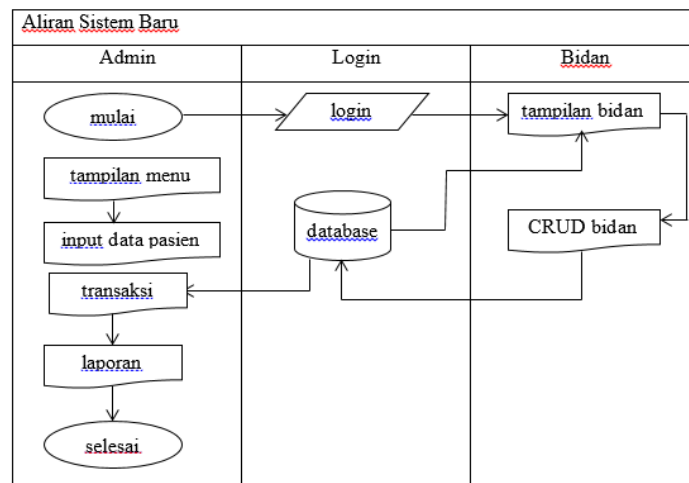 Aliran Sistem Baru
Admin
Login
Bidan
mulai
login
tampilan bidan
tampilan menu
input data pasien
database
CRUD bidan
transaksi
laporan
selesai